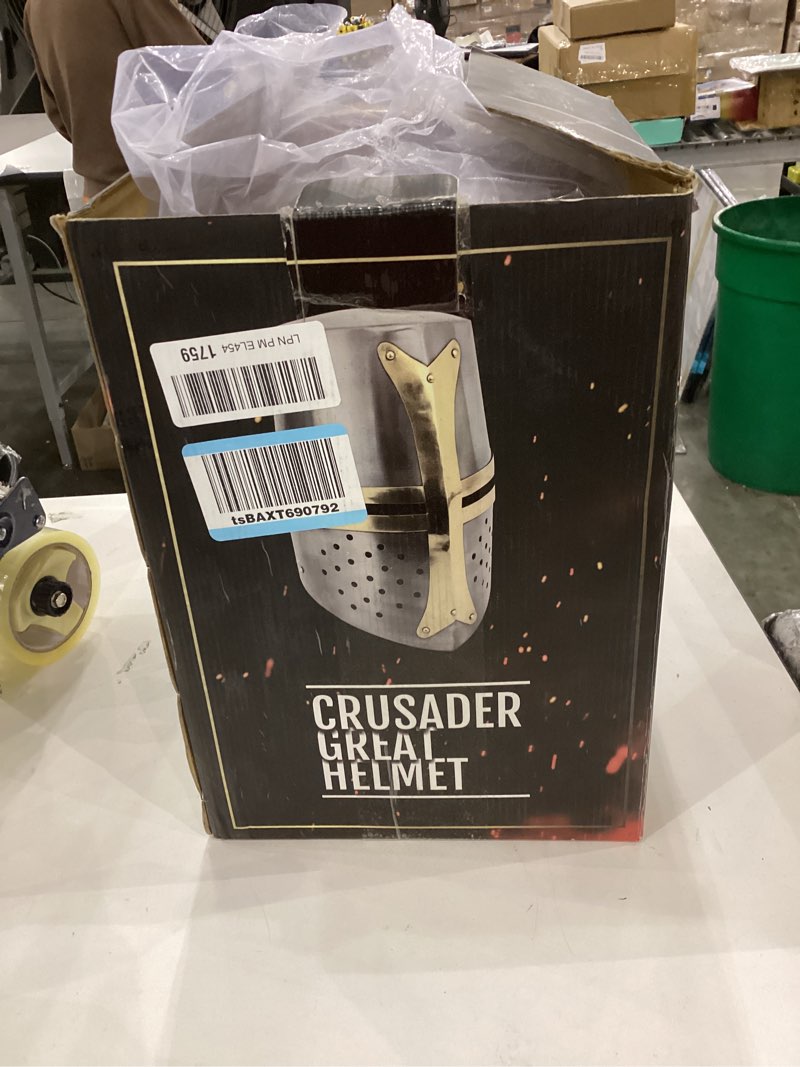 LPN PM EL454 1759
tsBAXT690792
CRUSADER
GREAT
HELMET